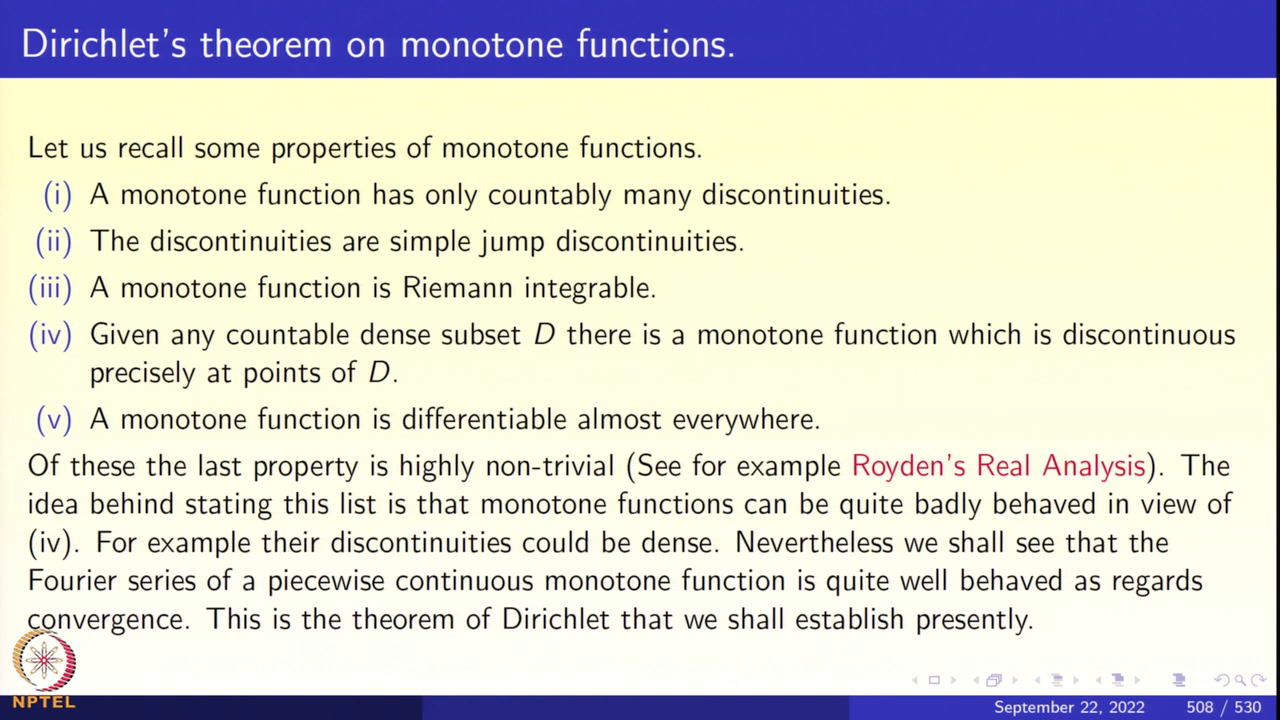 Dirichlet's theorem on monotone functions.
Let us recall some properties of monotone functions.
(i) A monotone function has only countably many discontinuities.
(ii) The discontinuities are simple jump discontinuities.
(iii) A monotone function is Riemann integrable.
(iv) Given any countable dense subset D there is a monotone function which is discontinuous
precisely at points of D.
(v) A monotone function is differentiable almost everywhere.
Of these the last property is highly non-trivial (See for example Royden's Real Analysis). The
idea behind stating this list is that monotone functions can be quite badly behaved in view of
(iv). For example their discontinuities could be dense. Nevertheless we shall see that the
Fourier series of a piecewise continuous monotone function is quite well behaved as regards
convergence. This is the theorem of Dirichlet that we shall establish presently.
NPTEL
September 22, 2022 508 / 530